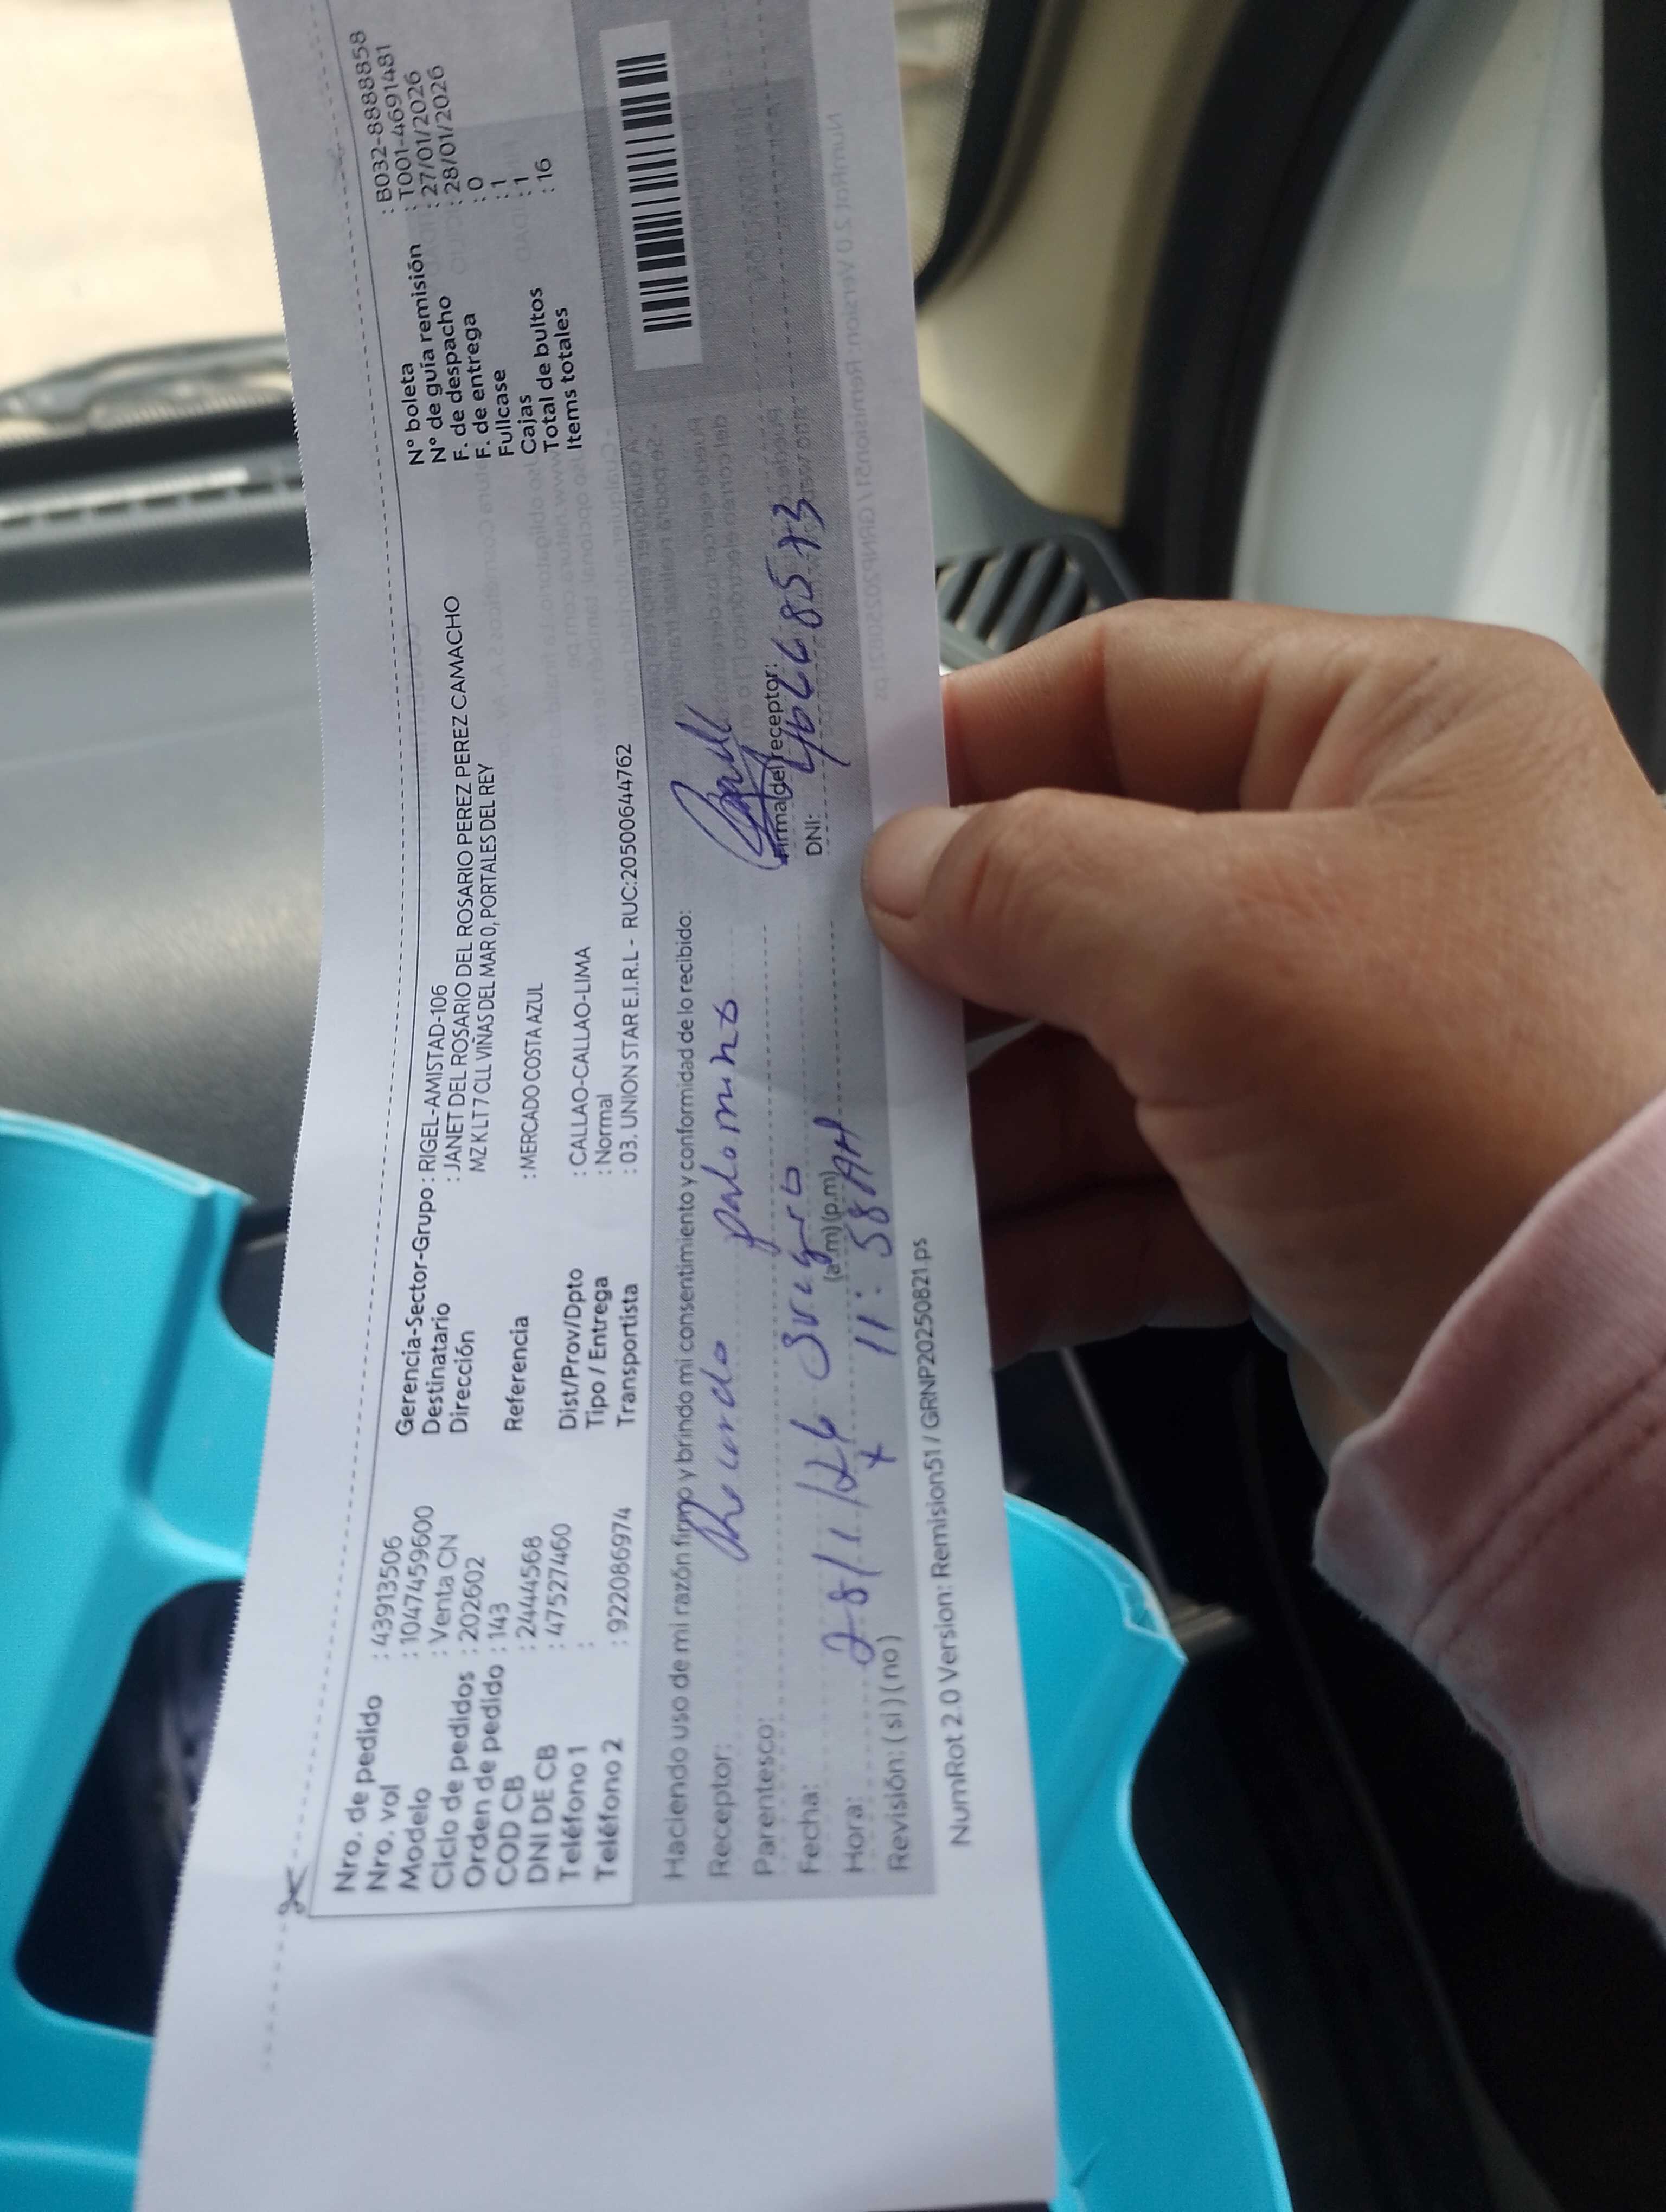 Nro. de pedido : 43913506
Nro. vol : 1047459600
Modelo : Venta CN
Ciclo de pedidos : 202602
Orden de pedido : 143
COD CB : 24444568
DNI DE CB : 47527460
Teléfono 1 :
Teléfono 2 : 922086974
Gerencia-Sector-Grupo : RIGEL-AMISTAD-106
Destinatario : JANET DEL ROSARIO DEL ROSARIO PEREZ PEREZ CAMACHO
Dirección MZ K LT 7 CLL VIÑAS DEL MAR 0, PORTALES DEL REY
Referencia : MERCADO COSTA AZUL
Dist/Prov/Dpto : CALLAO-CALLAO-LIMA
Tipo / Entrega : Normal
Transportista : 03. UNION STAR E.I.R.L - RUC:20500644762
N° boleta : B032-8888858
N° de guía remisión : T001-4691481
F. de despacho : 27/01/2026
F. de entrega : 28/01/2026
Fullcase : 0
Cajas : 1
Total de bultos : 1
Items totales : 16
Haciendo uso de mi razón firmo y brindo mi consentimiento y conformidad de lo recibido:
Receptor: palomino
Parentesco: Suegro
Fecha: 28/1/26
Hora: 11:58 AM (a.m) (p.m)
Revisión: ( si ) ( no )
Firma del receptor:
DNI:
NumRot 2.0 Version: Remision51 / GRNP20250821.ps